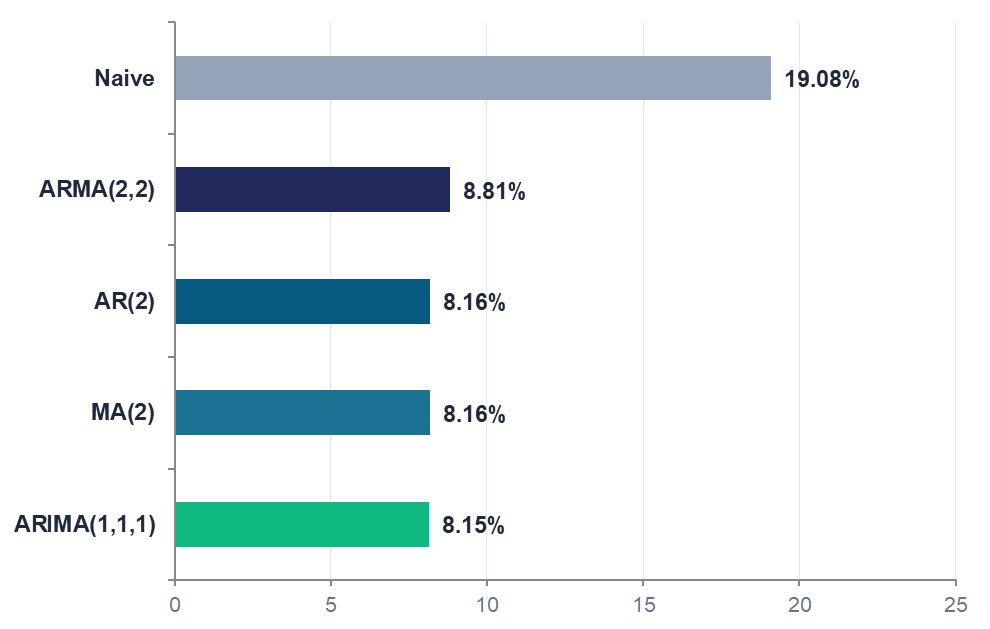 Naive 19.08%
ARMA(2,2) 8.81%
AR(2) 8.16%
MA(2) 8.16%
ARIMA(1,1,1) 8.15%
0 5 10 15 20 25